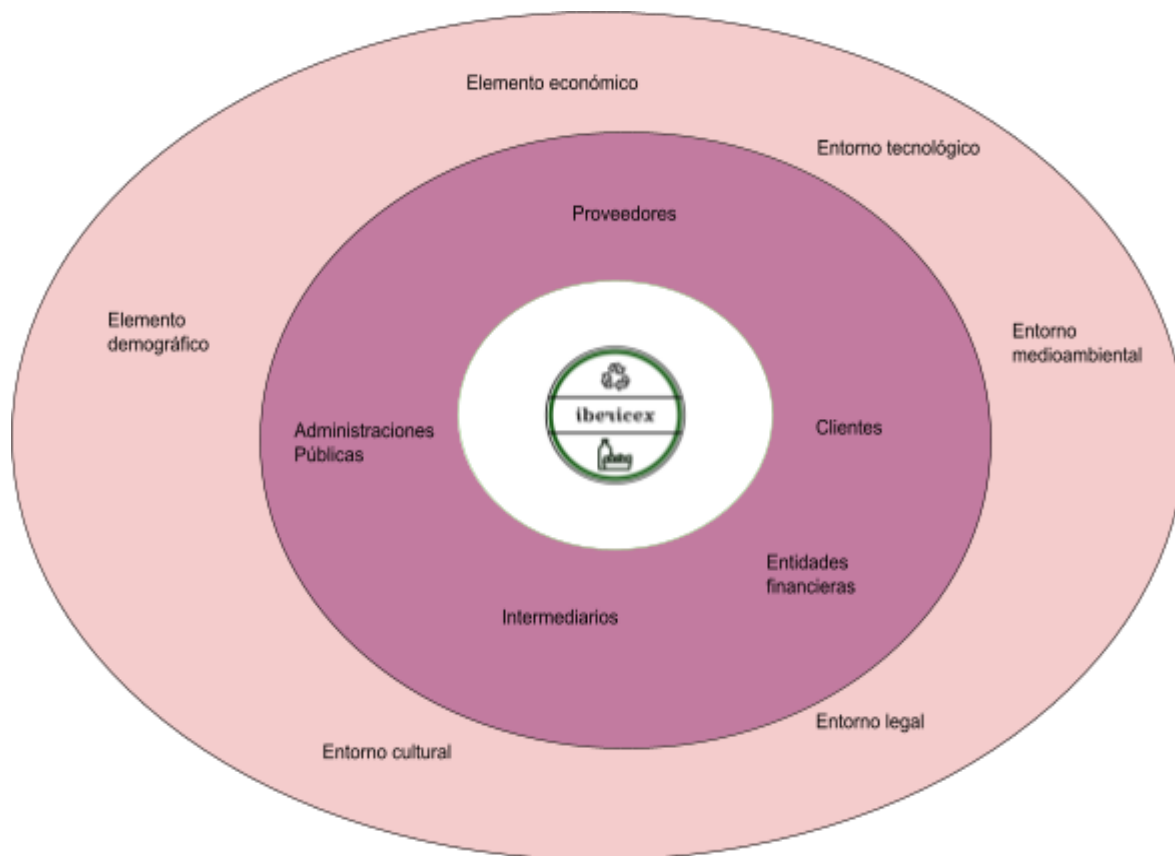 Elemento económico
Entorno tecnológico
Proveedores
Elemento
demográfico
Entorno
medioambiental
ibericex
Administraciones
Públicas
Clientes
Entidades
financieras
Intermediarios
Entorno legal
Entorno cultural